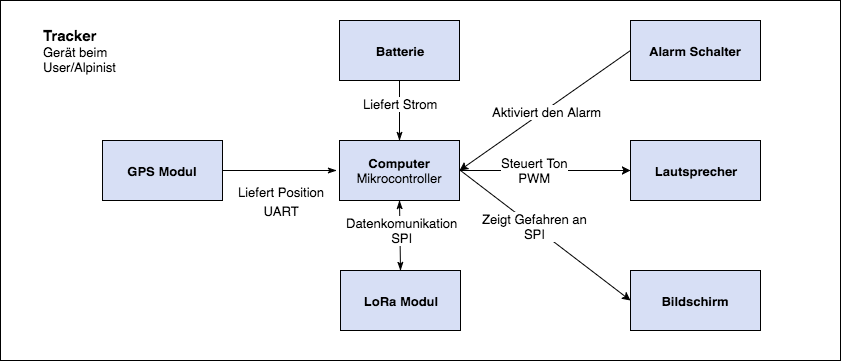 Tracker
Gerät beim
User/Alpinist
Batterie
Alarm Schalter
Liefert Strom
Aktiviert den Alarm
GPS Modul
Computer
Mikrocontroller
Steuert Ton
PWM
Lautsprecher
Liefert Position
UART
Datenkomunikation
SPI
Zeigt Gefahren an
SPI
LoRa Modul
Bildschirm